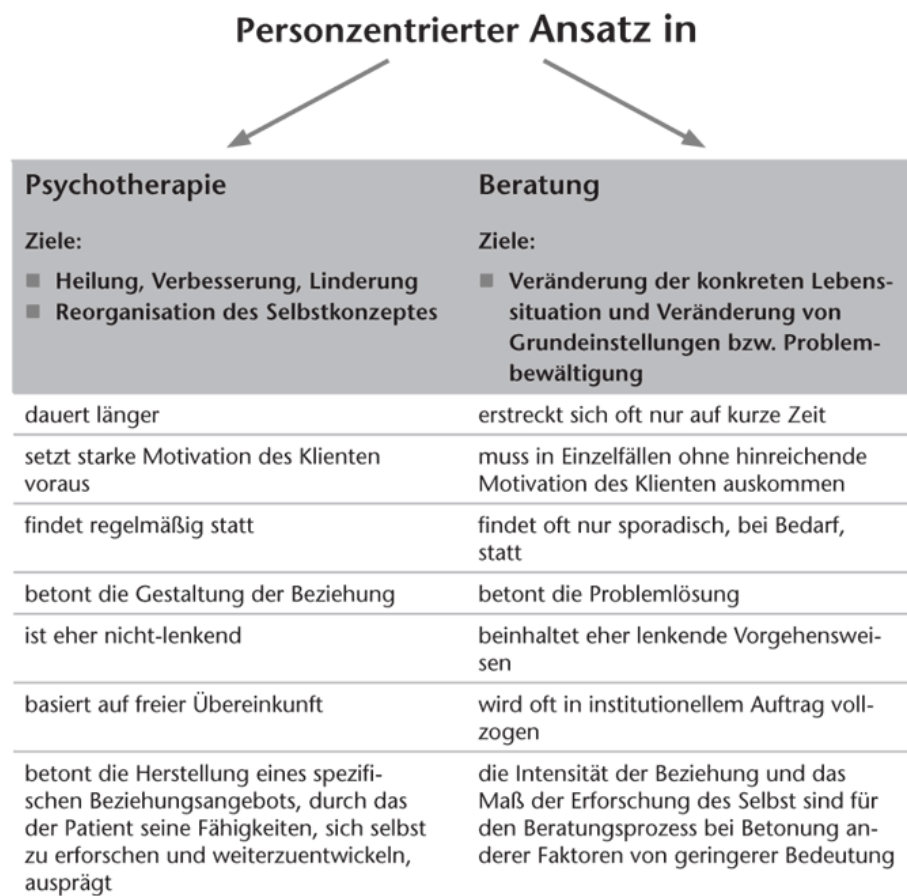 Personzentrierter Ansatz in
Psychotherapie
Ziele:
■ Heilung, Verbesserung, Linderung
■ Reorganisation des Selbstkonzeptes
Beratung
Ziele:
■ Veränderung der konkreten Lebens-
situation und Veränderung von
Grundeinstellungen bzw. Problem-
bewältigung
dauert länger
erstreckt sich oft nur auf kurze Zeit
setzt starke Motivation des Klienten
voraus
muss in Einzelfällen ohne hinreichende
Motivation des Klienten auskommen
findet regelmäßig statt
findet oft nur sporadisch, bei Bedarf,
statt
betont die Gestaltung der Beziehung
betont die Problemlösung
ist eher nicht-lenkend
beinhaltet eher lenkende Vorgehenswei-
sen
basiert auf freier Übereinkunft
wird oft in institutionellem Auftrag voll-
zogen
betont die Herstellung eines spezifi-
schen Beziehungsangebots, durch das
der Patient seine Fähigkeiten, sich selbst
zu erforschen und weiterzuentwickeln,
ausprägt
die Intensität der Beziehung und das
Maß der Erforschung des Selbst sind für
den Beratungsprozess bei Betonung an-
derer Faktoren von geringerer Bedeutung